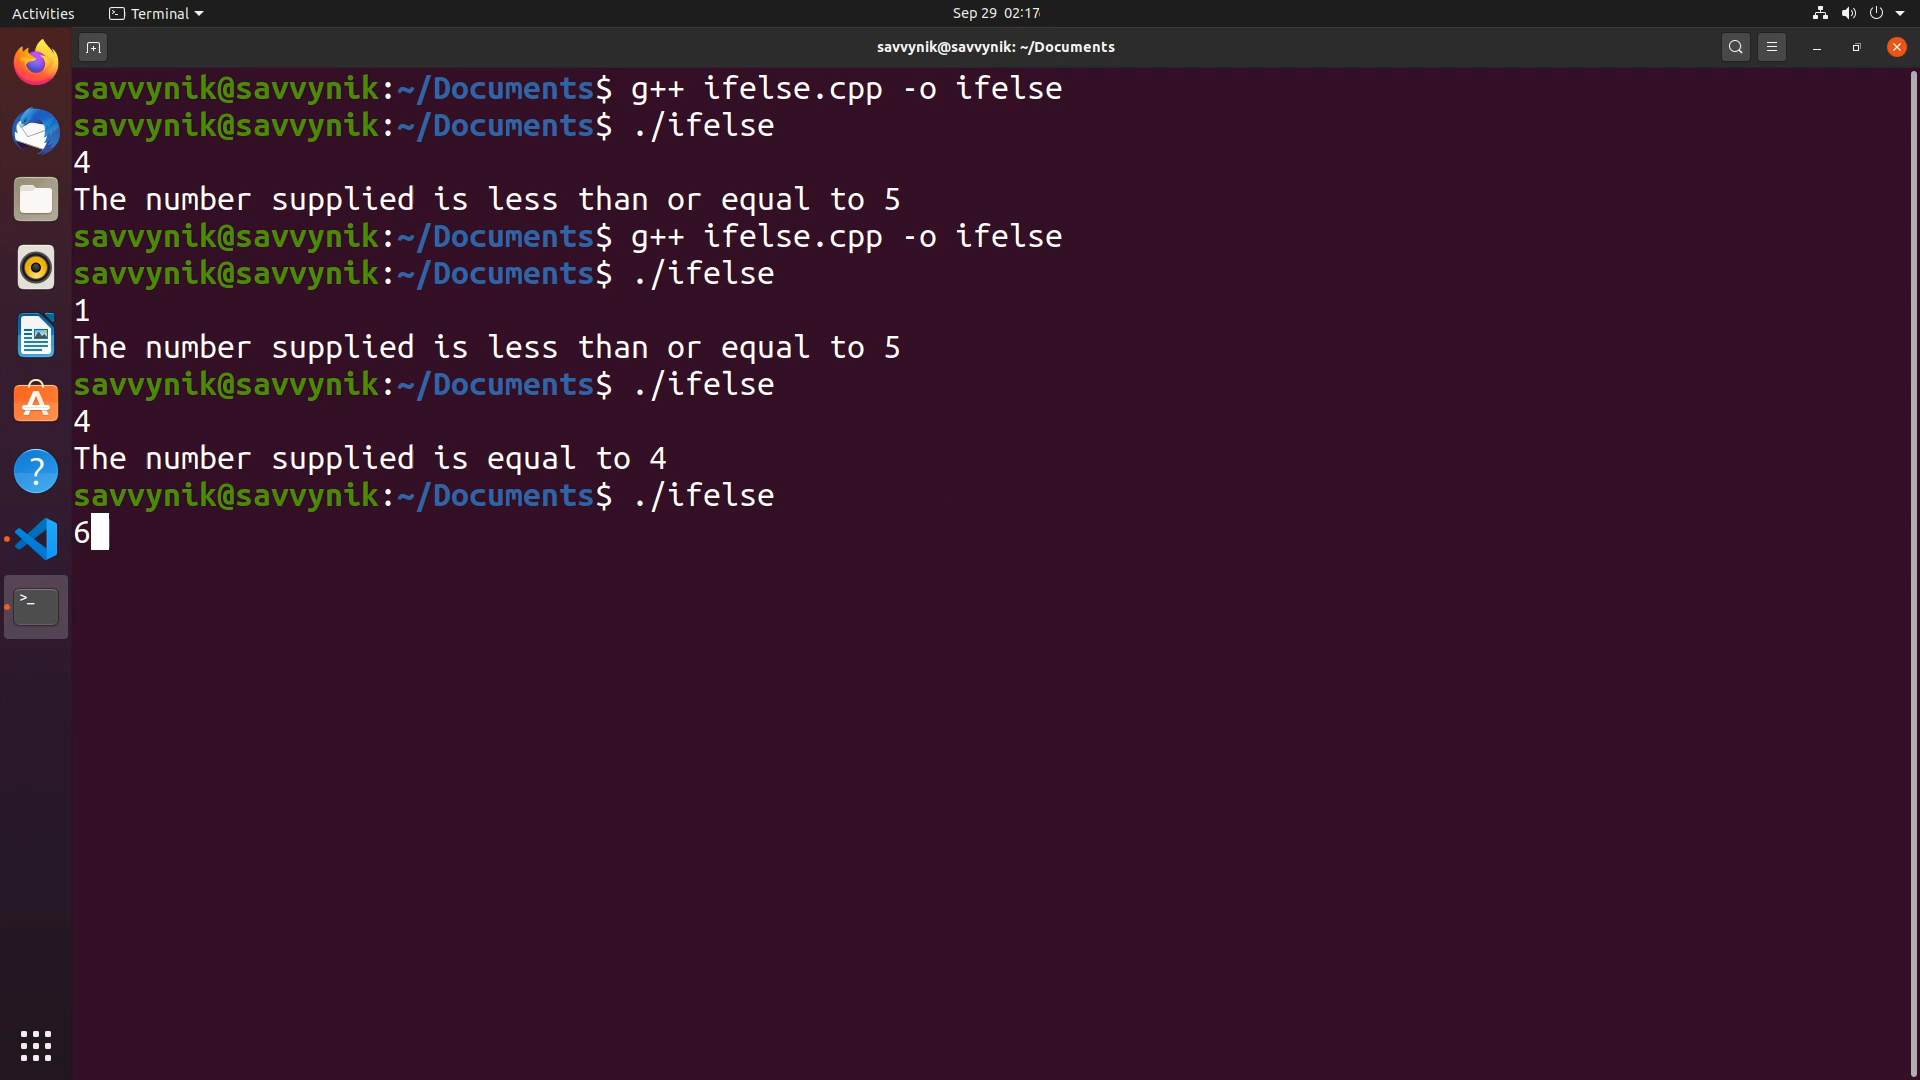 Activities
Terminal
Sep 29 02:17
savvynik@savvynik: ~/Documents
savvynik@savvynik:~/Documents$ g++ ifelse.cpp -o ifelse
savvynik@savvynik:~/Documents$ ./ifelse
4
The number supplied is less than or equal to 5
savvynik@savvynik:~/Documents$ g++ ifelse.cpp -o ifelse
savvynik@savvynik:~/Documents$ ./ifelse
1
The number supplied is less than or equal to 5
savvynik@savvynik:~/Documents$ ./ifelse
4
The number supplied is equal to 4
savvynik@savvynik:~/Documents$ ./ifelse
6